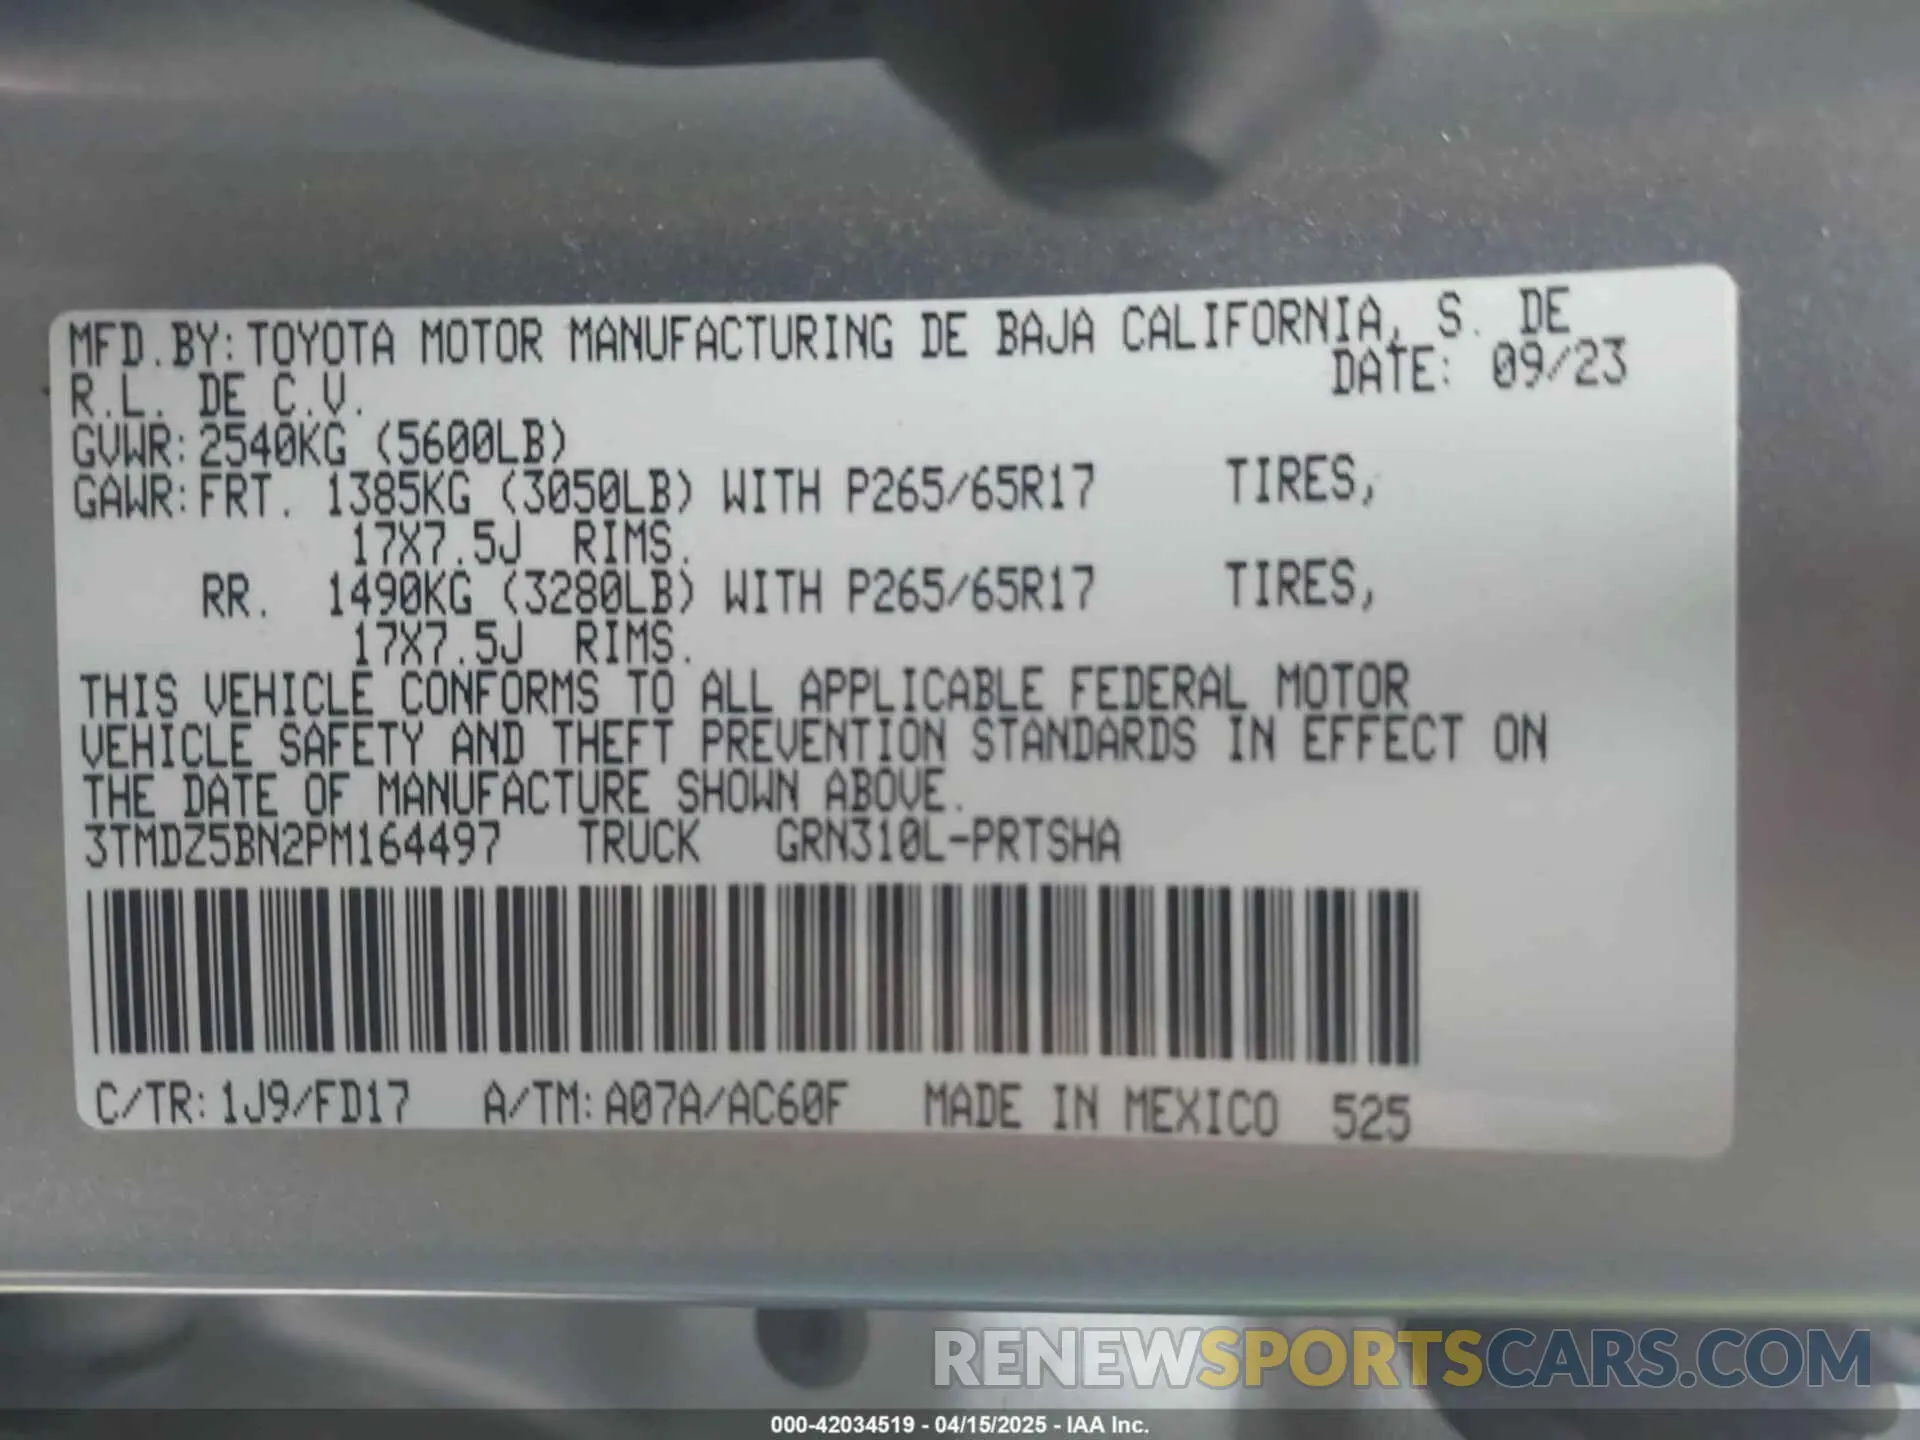 MFD.BY:TOYOTA MOTOR MANUFACTURING DE BAJA CALIFORNIA, S. DE
R.L. DE C.V. DATE: 09/23
GVWR:2540KG (5600LB)
GAWR:FRT. 1385KG (3050LB) WITH P265/65R17 TIRES,
17X7.5J RIMS.
RR. 1490KG (3280LB) WITH P265/65R17 TIRES,
17X7.5J RIMS.
THIS VEHICLE CONFORMS TO ALL APPLICABLE FEDERAL MOTOR
VEHICLE SAFETY AND THEFT PREVENTION STANDARDS IN EFFECT ON
THE DATE OF MANUFACTURE SHOWN ABOVE.
3TMDZ5BN2PM164497 TRUCK GRN310L-PRTSHA
C/TR:1J9/FD17 A/TM:A07A/AC60F MADE IN MEXICO 525
RENEWSPORTSCARS.COM
000-42034519 - 04/15/2025 - IAA Inc.